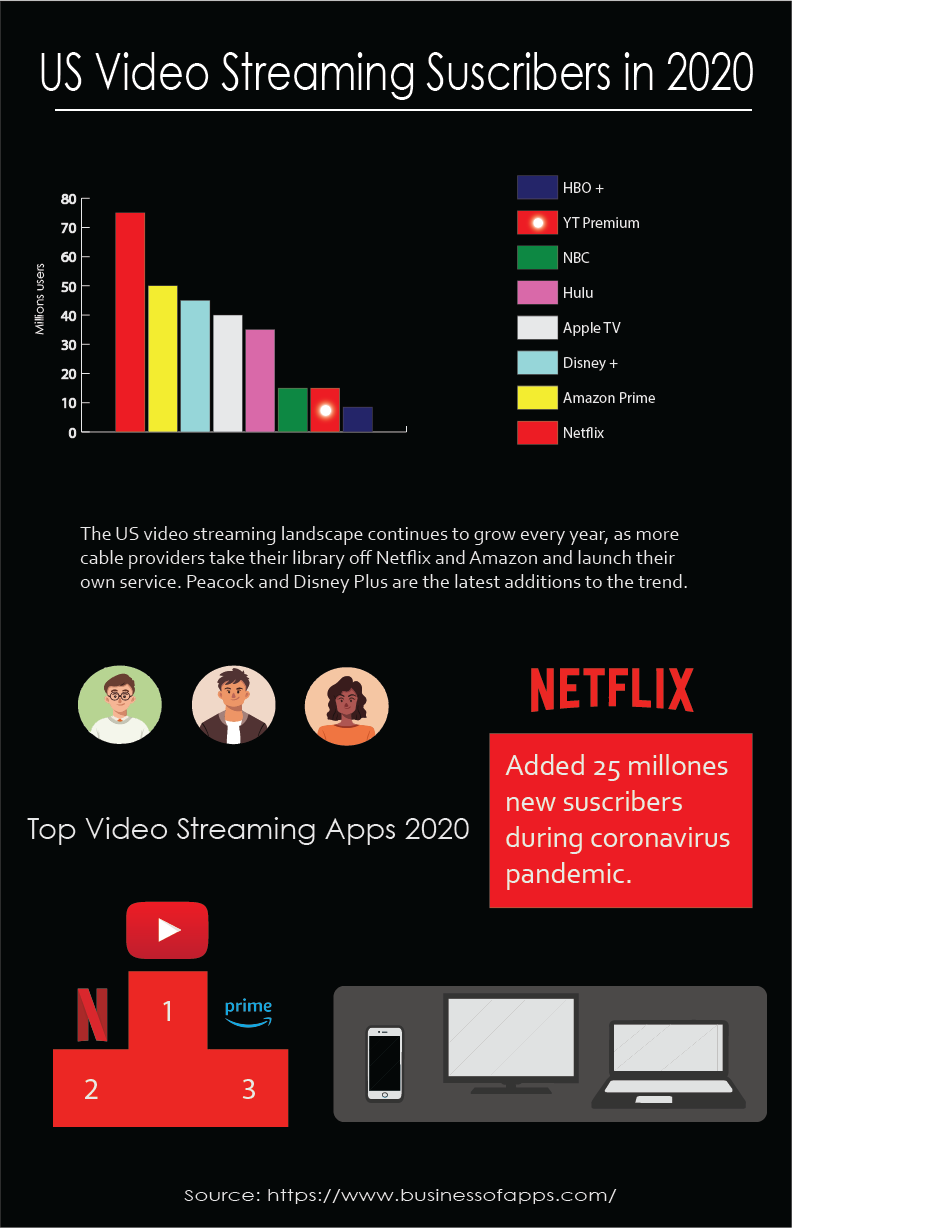 US Video Streaming Suscribers in 2020
Millions users
80
70
60
50
40
30
20
10
0
HBO +
YT Premium
NBC
Hulu
Apple TV
Disney +
Amazon Prime
Netflix
The US video streaming landscape continues to grow every year, as more
cable providers take their library off Netflix and Amazon and launch their
own service. Peacock and Disney Plus are the latest additions to the trend.
NETFLIX
Added 25 millones
new suscribers
during coronavirus
pandemic.
Top Video Streaming Apps 2020
N
1
prime
2
3
Source: https://www.businessofapps.com/